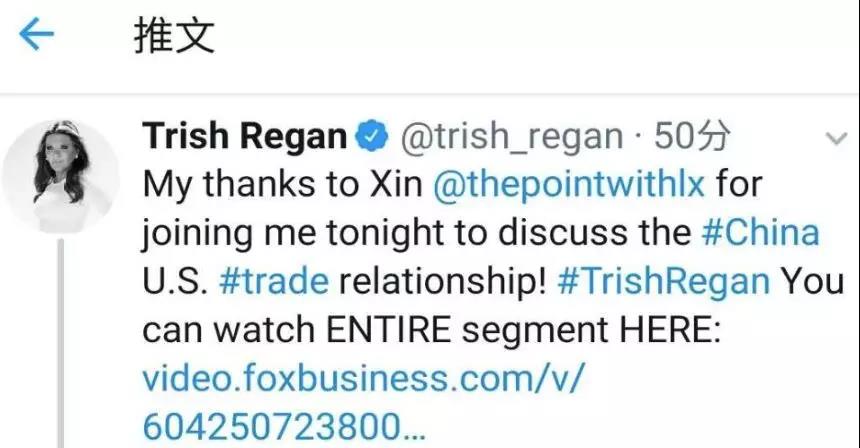 推文
Trish Regan @trish_regan · 50分
My thanks to Xin @thepointwithlx for
joining me tonight to discuss the #China
U.S. #trade relationship! #TrishRegan You
can watch ENTIRE segment HERE:
video.foxbusiness.com/v/
604250723800...